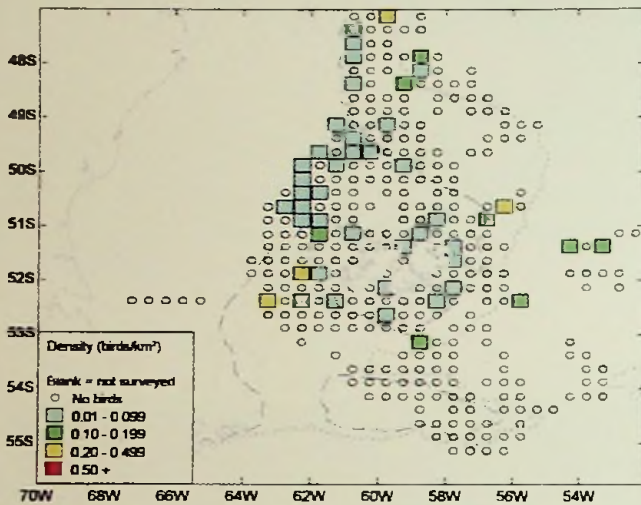 48S
49S
50S
51S
52S
53S
54S
55S
Density (birds/km²)
Blank = not surveyed
No birds
0.01 - 0.099
0.10 - 0.199
0.20 - 0.499
0.50 +
70W 68W 66W 64W 62W 60W 58W 56W 54W